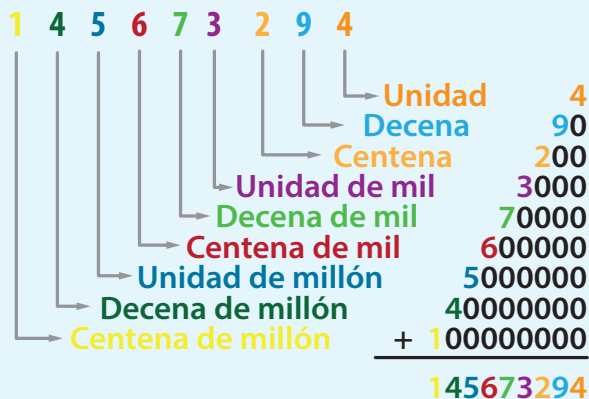 1 4 5 6 7 3 2 9 4
Unidad 4
Decena 90
Centena 200
Unidad de mil 3000
Decena de mil 70000
Centena de mil 600000
Unidad de millón 5000000
Decena de millón 40000000
Centena de millón + 100000000
145673294